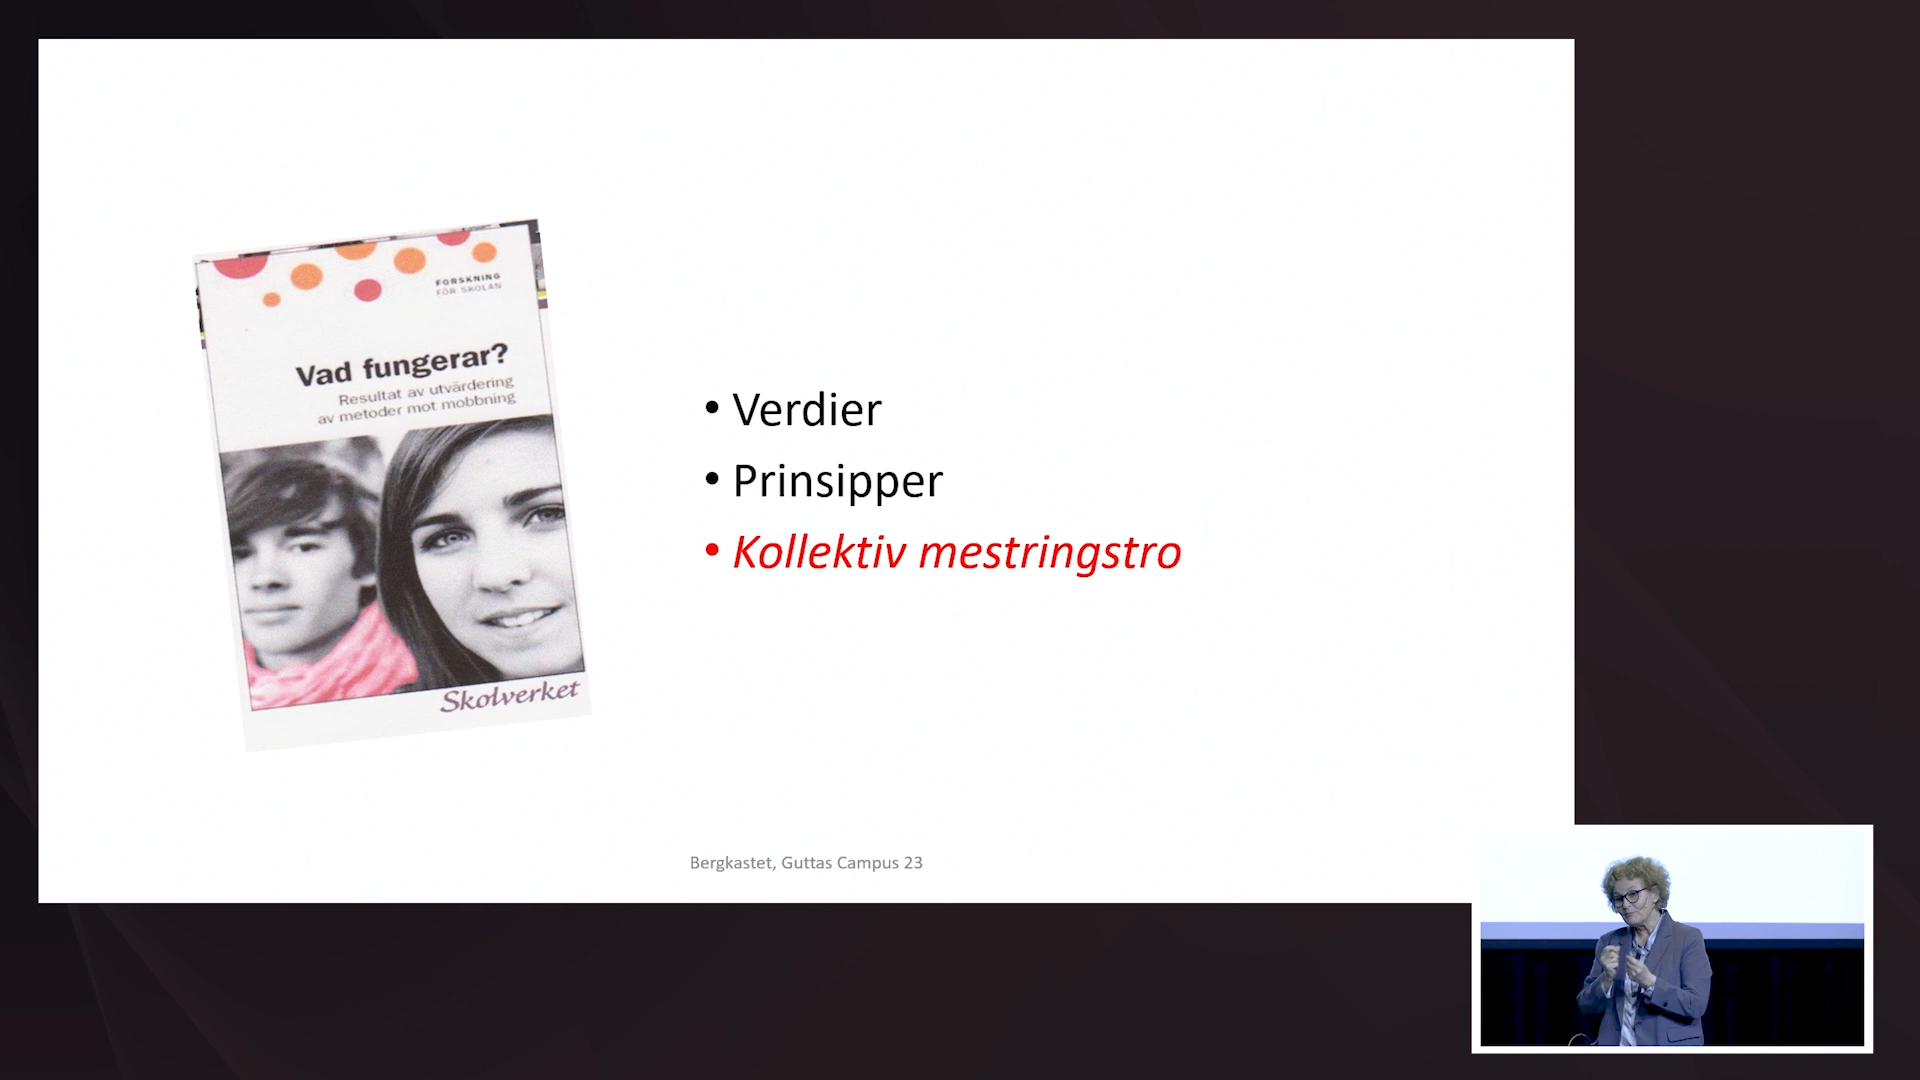 FORSKNING
FÖR SKOLAN
Vad fungerar?
Resultat av utvärdering
av metoder mot mobbning
Skolverket
• Verdier
• Prinsipper
• Kollektiv mestringstro
Bergkastet, Guttas Campus 23